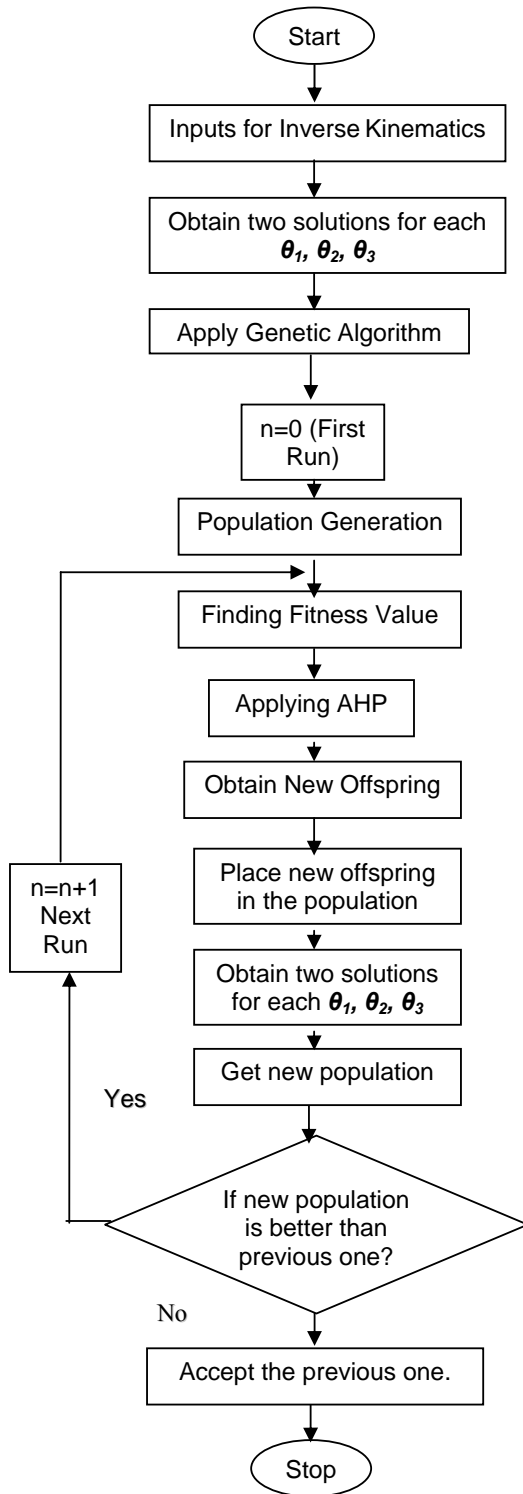 Start
Inputs for Inverse Kinematics
Obtain two solutions for each
θ1, θ2, θ3
Apply Genetic Algorithm
n=0 (First
Run)
Population Generation
Finding Fitness Value
Applying AHP
Obtain New Offspring
Place new offspring
in the population
n=n+1
Next
Run
Obtain two solutions
for each θ1, θ2, θ3
Get new population
Yes
If new population
is better than
previous one?
No
Accept the previous one.
Stop